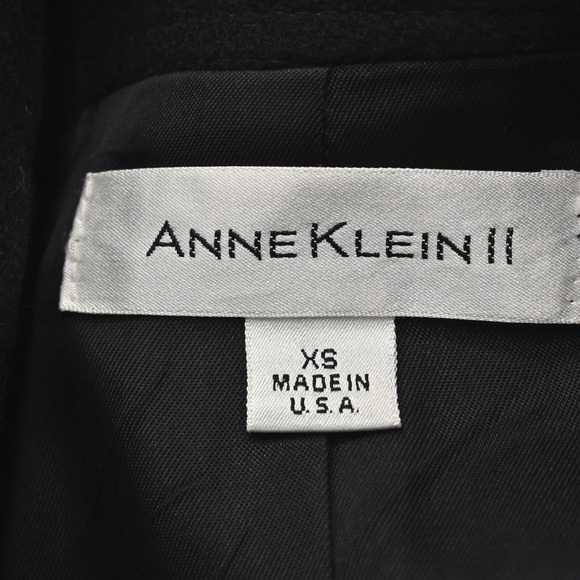 ANNE KLEIN II
XS
MADE IN
U.S.A.